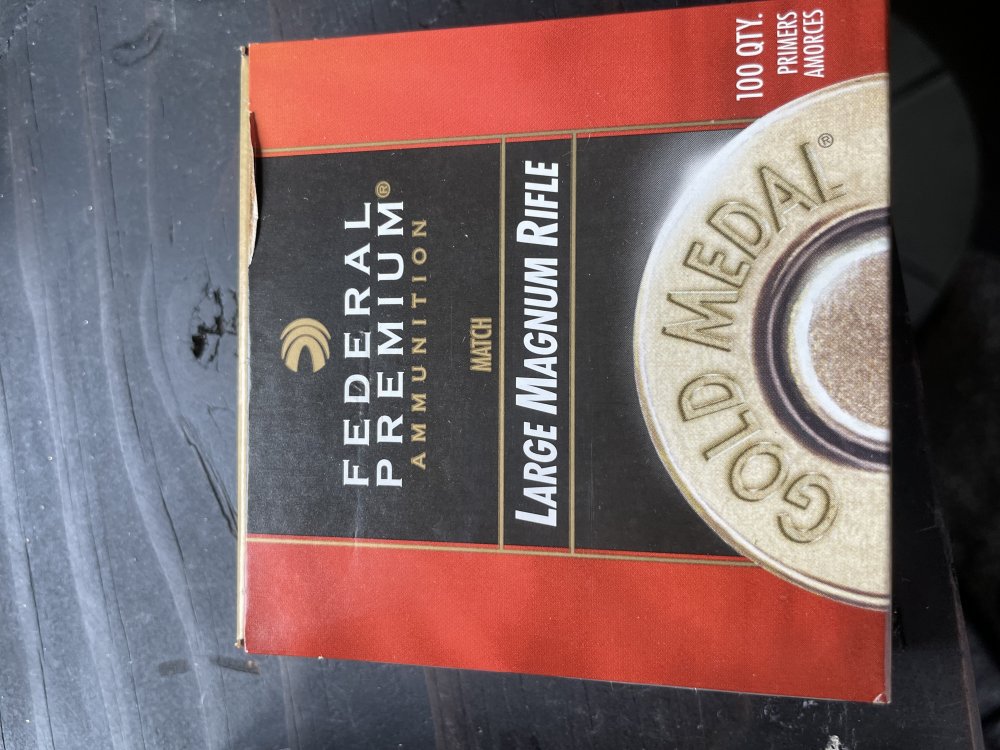 FEDERAL
PREMIUM®
AMMUNITION
MATCH
LARGE MAGNUM RIFLE
GOLD MEDAL®
100 QTY.
PRIMERS
AMORCES